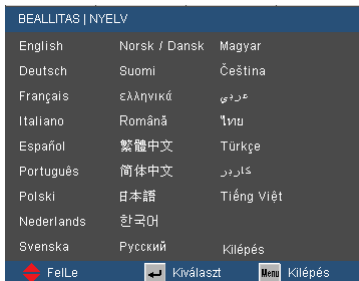 BEALLITAS | NYELV
English Norsk / Dansk Magyar
Deutsch Suomi Čeština
Français ελληνικά عربي
Italiano Română ไทย
Español 繁體中文 Türkçe
Português 简体中文 کاربر
Polski 日本語 Tiếng Việt
Nederlands 한국어
Svenska Русский Kilépés
FelLe Kiválaszt Menu Kilépés